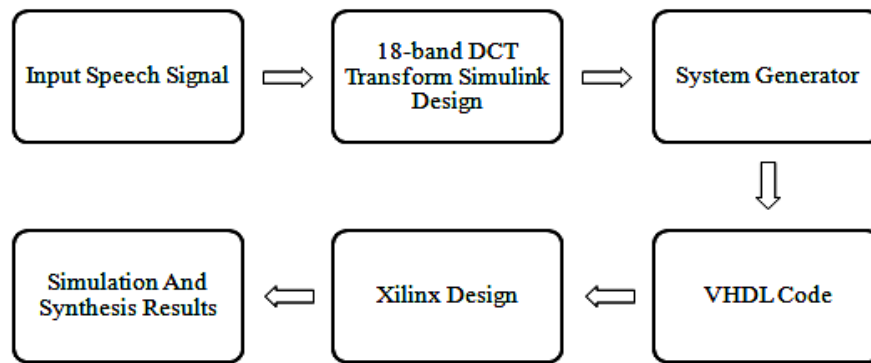 Input Speech Signal
18-band DCT
Transform Simulink
Design
System Generator
Simulation And
Synthesis Results
Xilinx Design
VHDL Code